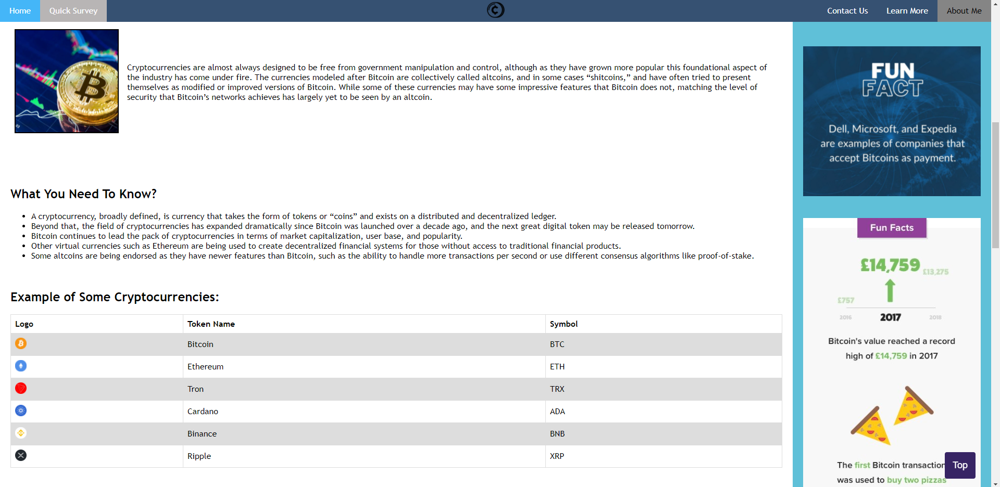 Home
Quick Survey
Contact Us
Learn More
About Me
Cryptocurrencies are almost always designed to be free from government manipulation and control, although as they have grown more popular this foundational aspect of
the industry has come under fire. The currencies modeled after Bitcoin are collectively called altcoins, and in some cases “shitcoins,” and have often tried to present
themselves as modified or improved versions of Bitcoin. While some of these currencies may have some impressive features that Bitcoin does not, matching the level of
security that Bitcoin’s networks achieves has largely yet to be seen by an altcoin.
What You Need To Know?
• A cryptocurrency, broadly defined, is currency that takes the form of tokens or “coins” and exists on a distributed and decentralized ledger.
• Beyond that, the field of cryptocurrencies has expanded dramatically since Bitcoin was launched over a decade ago, and the next great digital token may be released tomorrow.
• Bitcoin continues to lead the pack of cryptocurrencies in terms of market capitalization, user base, and popularity.
• Other virtual currencies such as Ethereum are being used to create decentralized financial systems for those without access to traditional financial products.
• Some altcoins are being endorsed as they have newer features than Bitcoin, such as the ability to handle more transactions per second or use different consensus algorithms like proof-of-stake.
Example of Some Cryptocurrencies:
Logo Token Name Symbol
Bitcoin BTC
Ethereum ETH
Tron TRX
Cardano ADA
Binance BNB
Ripple XRP
FUN
FACT
Dell, Microsoft, and Expedia
are examples of companies that
accept Bitcoins as payment.
Fun Facts
£14,759 £13,275
£757
2016 2017 2018
Bitcoin's value reached a record
high of £14,759 in 2017
The first Bitcoin transaction
was used to buy two pizzas
Top